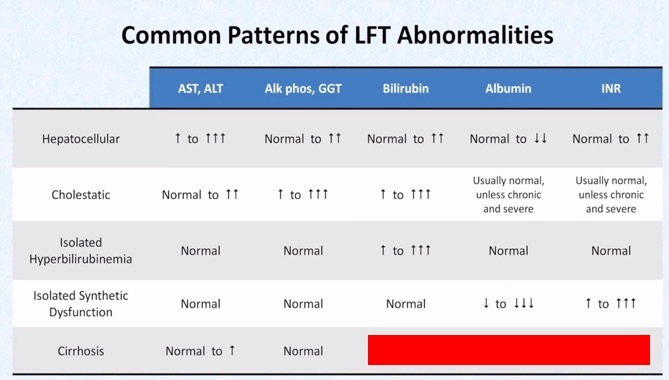 Common Patterns of LFT Abnormalities
AST, ALT Alk phos, GGT Bilirubin Albumin INR
Hepatocellular ↑ to ↑↑↑ Normal to ↑↑ Normal to ↑↑ Normal to ↓↓ Normal to ↑↑
Cholestatic Normal to ↑↑ ↑ to ↑↑↑ ↑ to ↑↑↑ Usually normal, unless chronic and severe Usually normal, unless chronic and severe
Isolated Hyperbilirubinemia Normal Normal ↑ to ↑↑↑ Normal Normal
Isolated Synthetic Dysfunction Normal Normal Normal ↓ to ↓↓↓ ↑ to ↑↑↑
Cirrhosis Normal to ↑ Normal